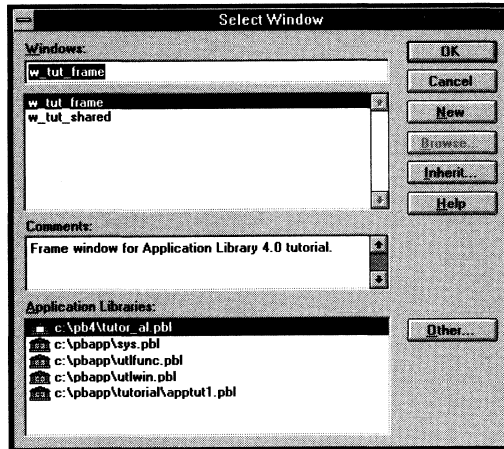 Select Window
Windows:
w_tut_frame
w_tut_frame
w_tut_shared
OK
Cancel
New
Browse...
Inherit...
Help
Comments:
Frame window for Application Library 4.0 tutorial.
Application Libraries:
c:\pb4\tutor_al.pbl
c:\pbapp\sys.pbl
c:\pbapp\utlfunc.pbl
c:\pbapp\utlwin.pbl
c:\pbapp\tutorial\apptut1.pbl
Other...